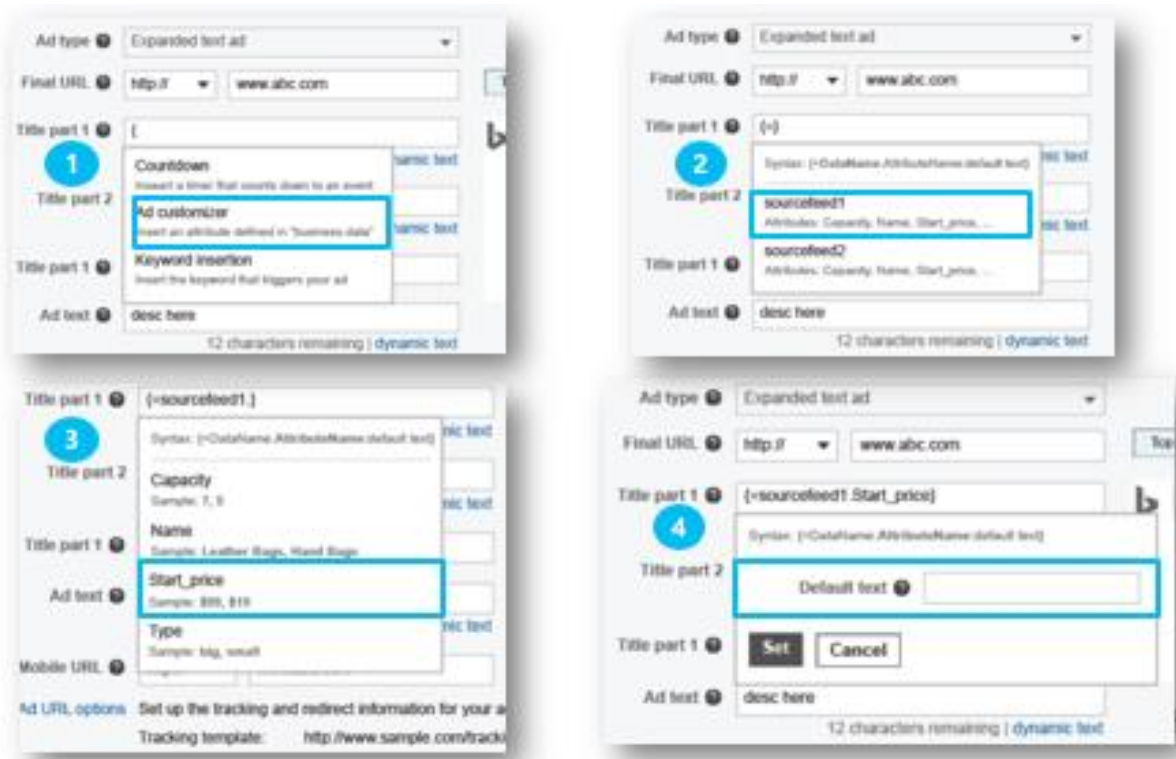 Ad type Expanded text ad
Final URL http:// www.abc.com
Title part 1 {
1
Countdown
Insert a timer that counts down to an event
Title part 2
Ad customizer
Insert an attribute defined in "business data"
namic text
Title part 1
Keyword insertion
Insert the keyword that triggers your ad
Ad text desc here
12 characters remaining | dynamic text
Ad type Expanded text ad
Final URL http:// www.abc.com
Title part 1 {=}
2
Syntax: {=DataName.AttributeName:default text}
Title part 2
sourcefeed1
Attributes: Capacity, Name, Start_price, ...
sourcefeed2
Attributes: Capacity, Name, Start_price, ...
Title part 1
Ad text desc here
12 characters remaining | dynamic text
Title part 1 {=sourcefeed1.}
3
Syntax: {=DataName.AttributeName:default text}
Title part 2
Capacity
Sample: 7, 5
Name
Sample: Leather Bags, Hand Bags
Title part 1
Start_price
Sample: $99, $19
Ad text
Type
Sample: big, small
Mobile URL
Ad URL options Set up the tracking and redirect information for your a
Tracking template: http://www.sample.com/tracki
Ad type Expanded text ad
Final URL http:// www.abc.com
Title part 1 {=sourcefeed1.Start_price}
4
Syntax: {=DataName.AttributeName:default text}
Title part 2
Default text
Title part 1 Set Cancel
Ad text desc here
12 characters remaining | dynamic text